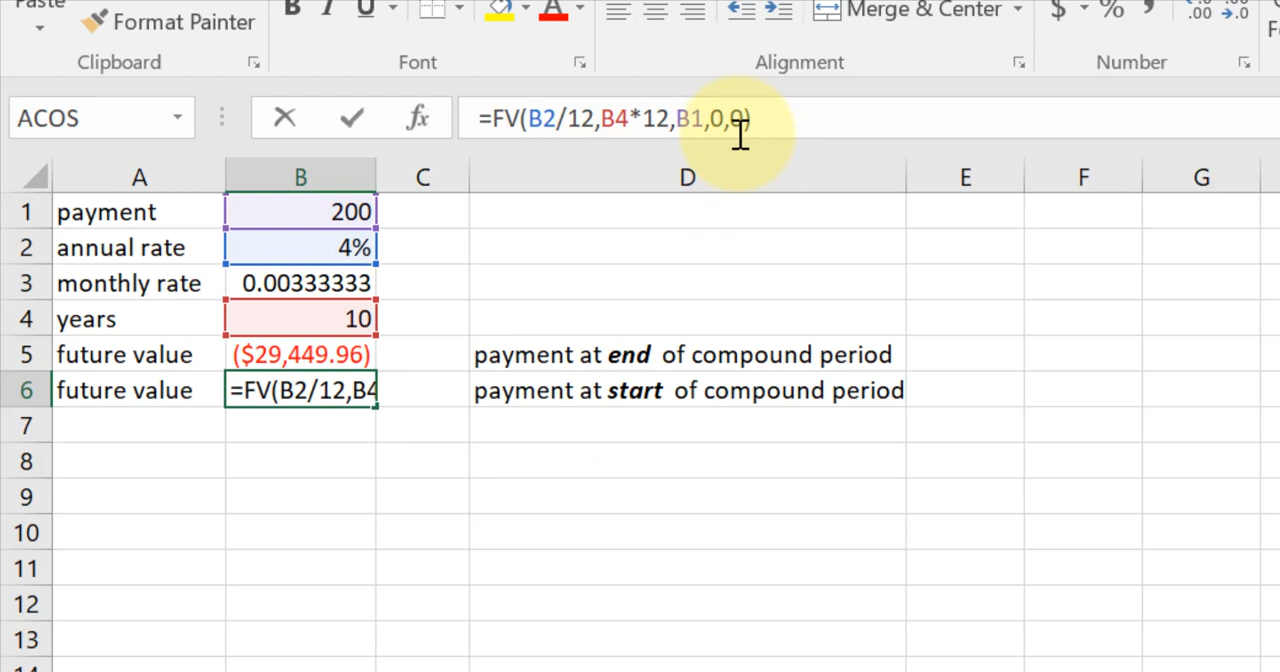 Paste
Format Painter
B I U A Merge & Center $ % , .00 .00 .0
Clipboard Font Alignment Number
ACOS fx =FV(B2/12,B4*12,B1,0,0)
A B C D E F G
1 payment 200
2 annual rate 4%
3 monthly rate 0.00333333
4 years 10
5 future value ($29,449.96) payment at end of compound period
6 future value =FV(B2/12,B4 payment at start of compound period
7
8
9
10
11
12
13